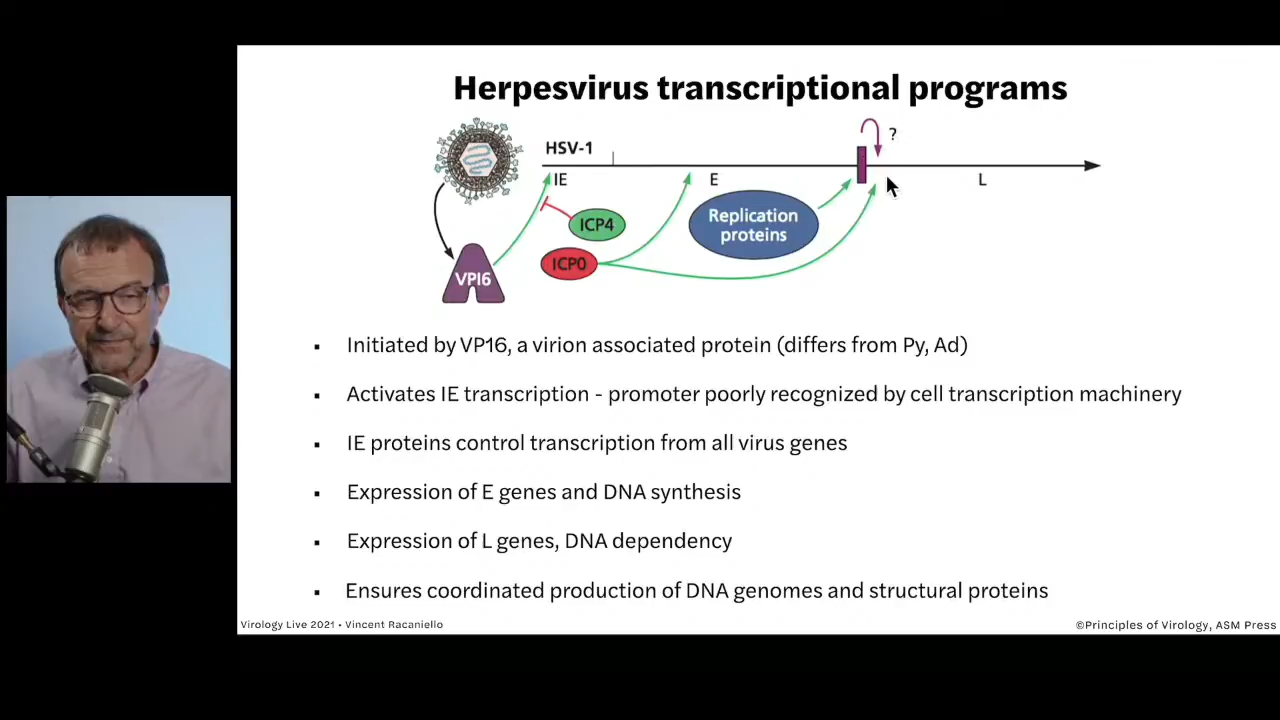 Herpesvirus transcriptional programs
HSV-1
?
IE
E
L
ICP4
Replication
proteins
ICP0
VPI6
▪ Initiated by VP16, a virion associated protein (differs from Py, Ad)
▪ Activates IE transcription - promoter poorly recognized by cell transcription machinery
▪ IE proteins control transcription from all virus genes
▪ Expression of E genes and DNA synthesis
▪ Expression of L genes, DNA dependency
▪ Ensures coordinated production of DNA genomes and structural proteins
Virology Live 2021 • Vincent Racaniello
©Principles of Virology, ASM Press